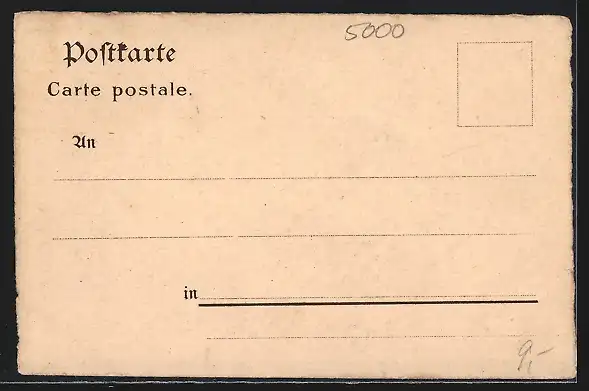 5000
Postkarte
Carte postale.
An
in
9,-